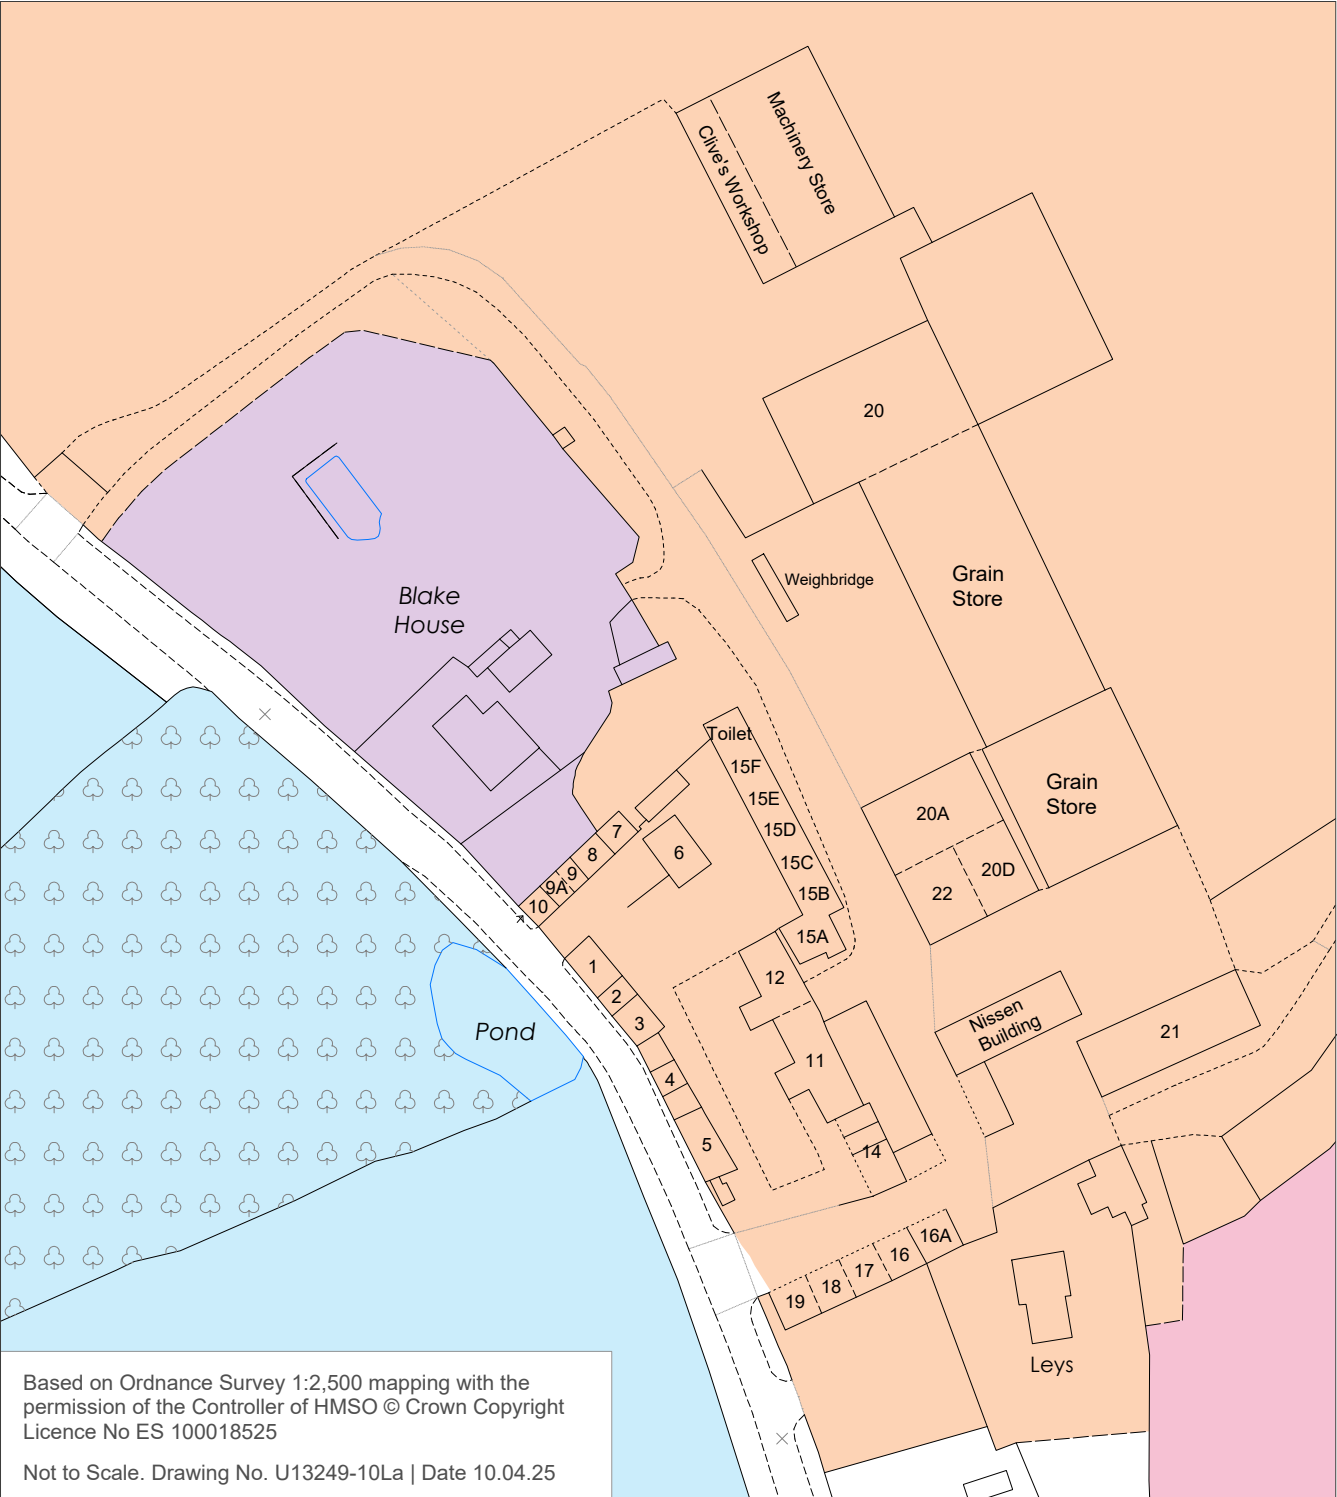 Machinery Store
Clive's Workshop
20
Weighbridge
Grain
Store
Blake
House
Toilet
15F
15E
15D
15C
15B
15A
Grain
Store
20A
20D
22
7
8
9
9A
10
6
1
2
3
4
5
12
11
14
Pond
Nissen
Building
21
16A
16
17
18
19
Leys
Based on Ordnance Survey 1:2,500 mapping with the
permission of the Controller of HMSO © Crown Copyright
Licence No ES 100018525
Not to Scale. Drawing No. U13249-10La | Date 10.04.25